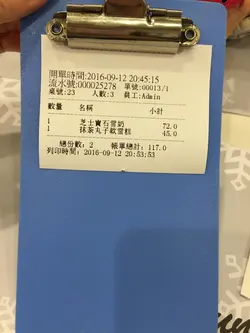 開單時間:2016-09-12 20:45:15
流水號:000025278 單號:00013/1
桌號:23 人數:3 員工:Admin
數量 名稱 小計
1 芝士寶石雪奶 72.0
1 抹茶丸子軟雪糕 45.0
總份數: 2 帳單總計: 117.0
列印時間: 2016-09-12 20:53:53